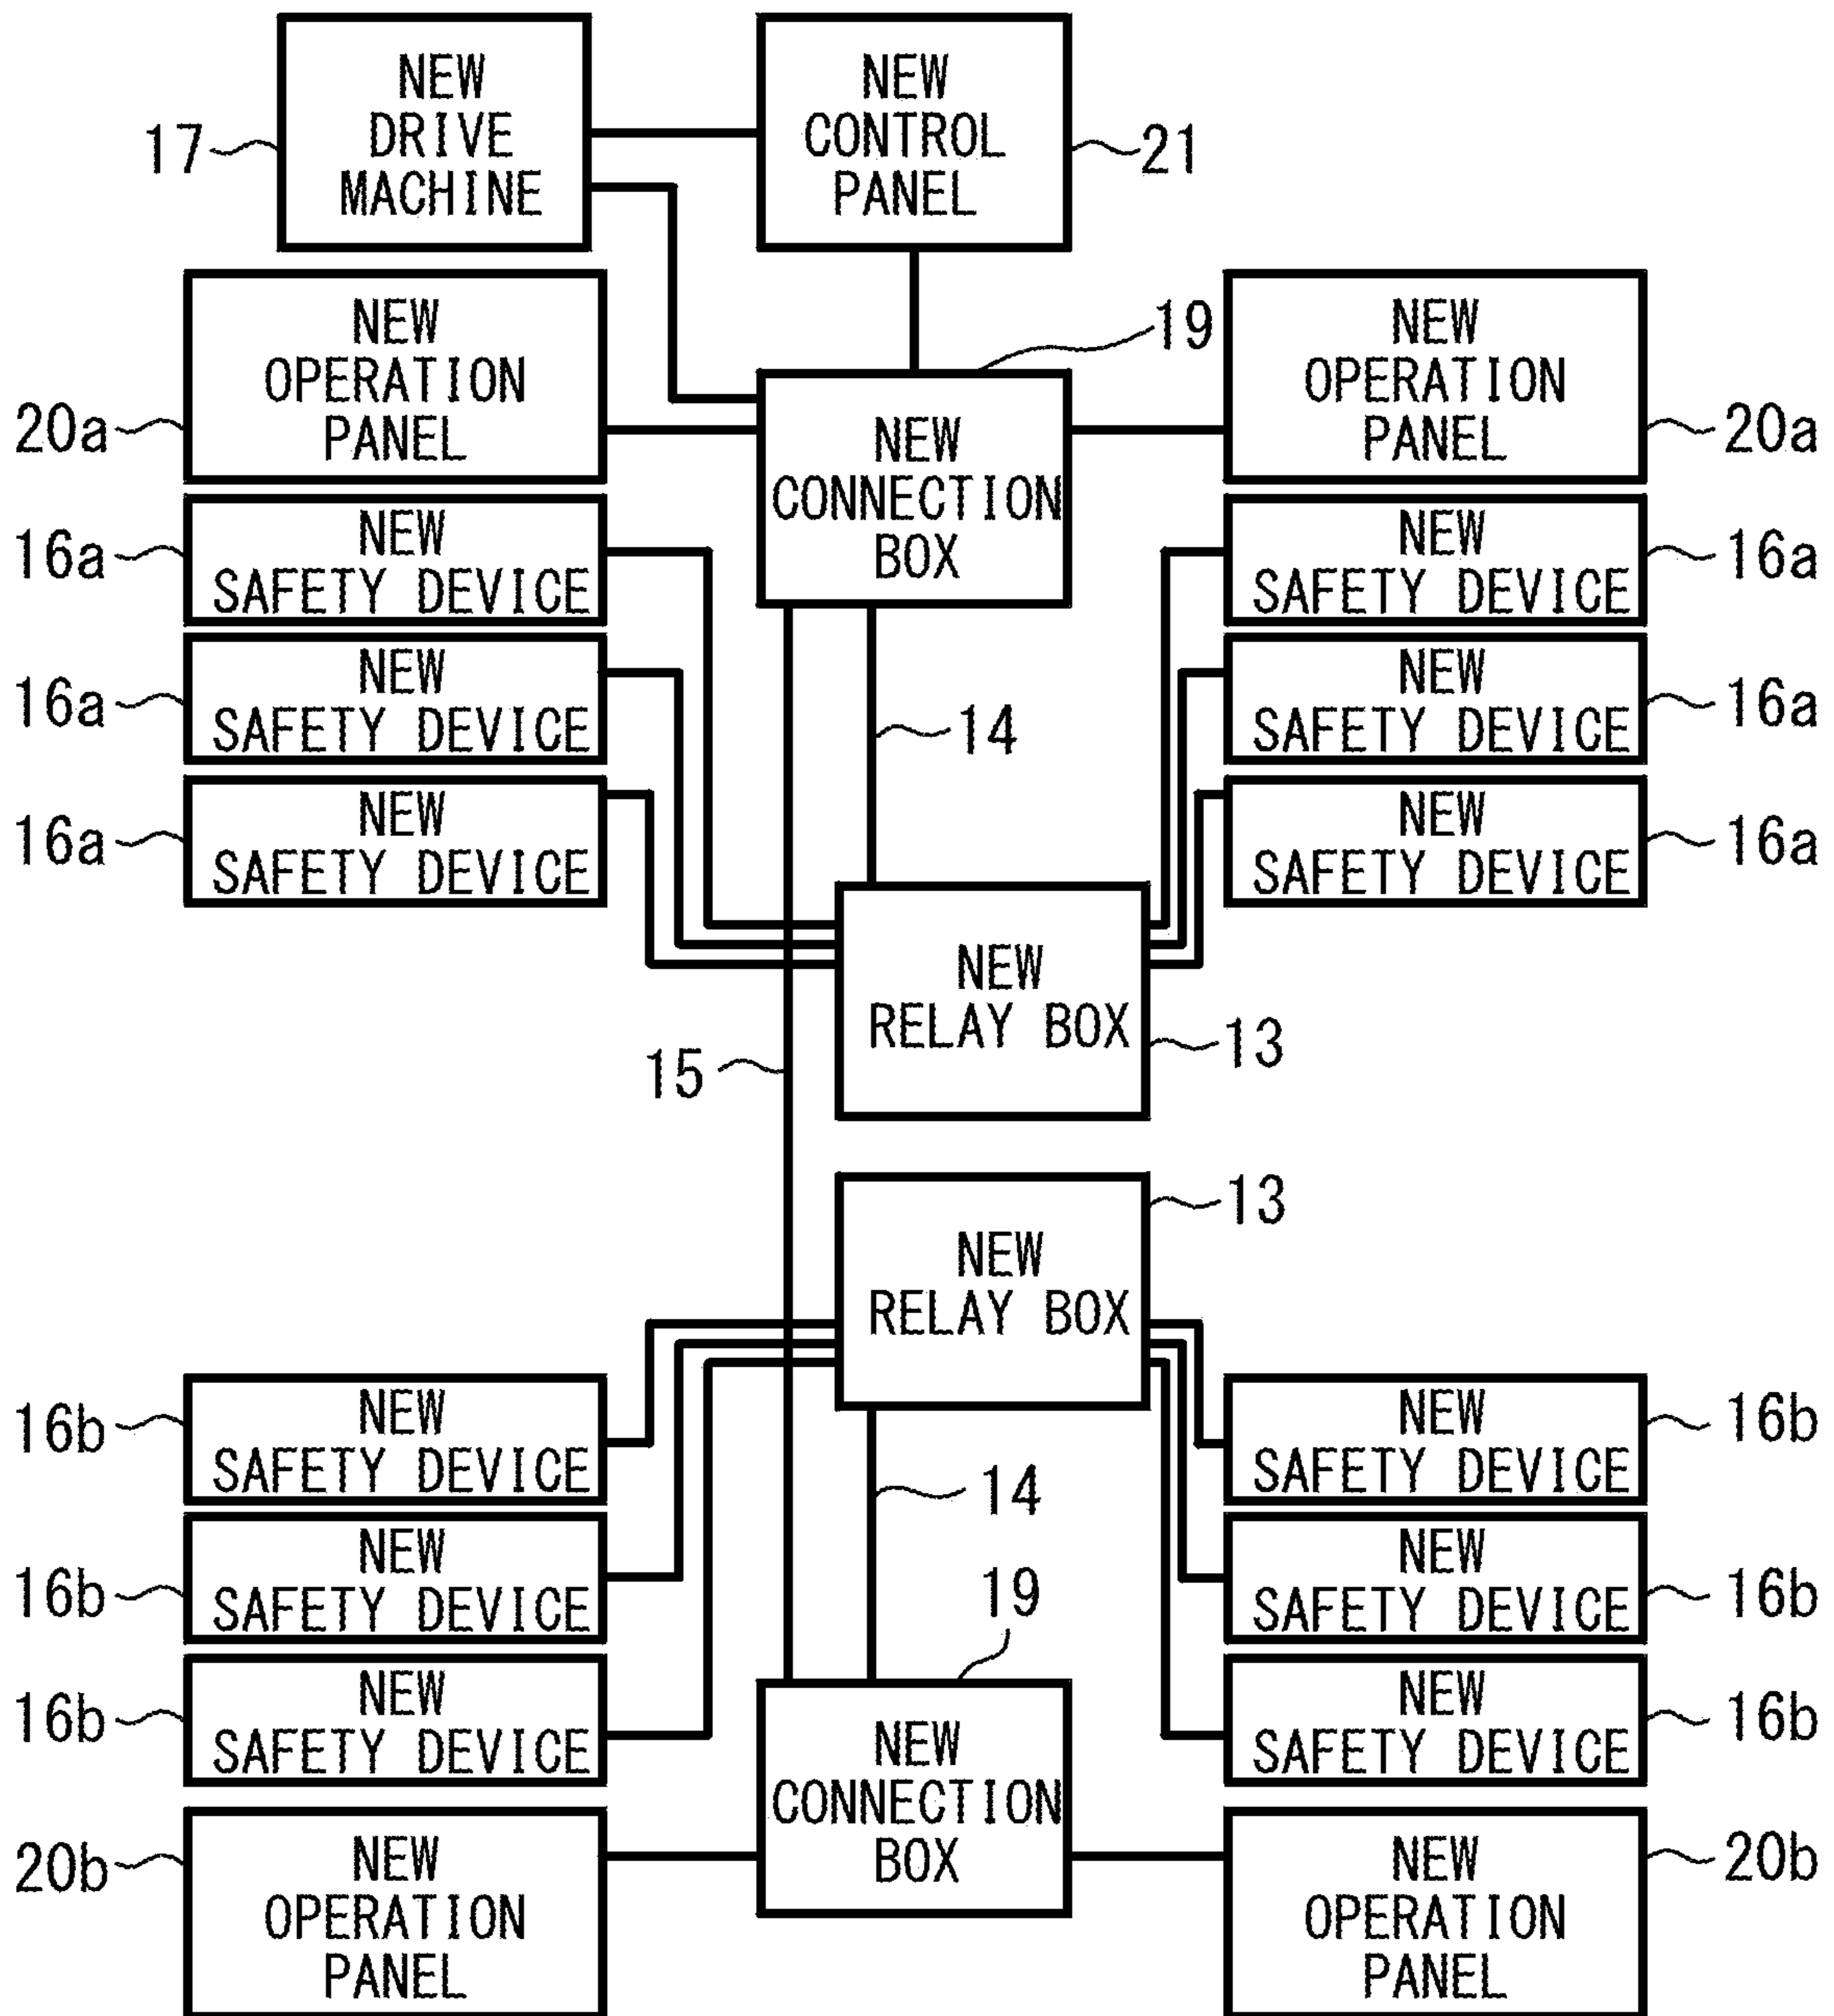 NEW
DRIVE
MACHINE
17
NEW
CONTROL
PANEL
21
NEW
OPERATION
PANEL
20a
19
NEW
CONNECTION
BOX
NEW
OPERATION
PANEL
20a
16a
NEW
SAFETY DEVICE
NEW
SAFETY DEVICE
16a
16a
NEW
SAFETY DEVICE
14
NEW
SAFETY DEVICE
16a
16a
NEW
SAFETY DEVICE
NEW
SAFETY DEVICE
16a
NEW
RELAY BOX
13
15
13
NEW
RELAY BOX
16b
NEW
SAFETY DEVICE
14
NEW
SAFETY DEVICE
16b
16b
NEW
SAFETY DEVICE
NEW
SAFETY DEVICE
16b
19
16b
NEW
SAFETY DEVICE
NEW
SAFETY DEVICE
16b
NEW
CONNECTION
BOX
20b
NEW
OPERATION
PANEL
NEW
OPERATION
PANEL
20b